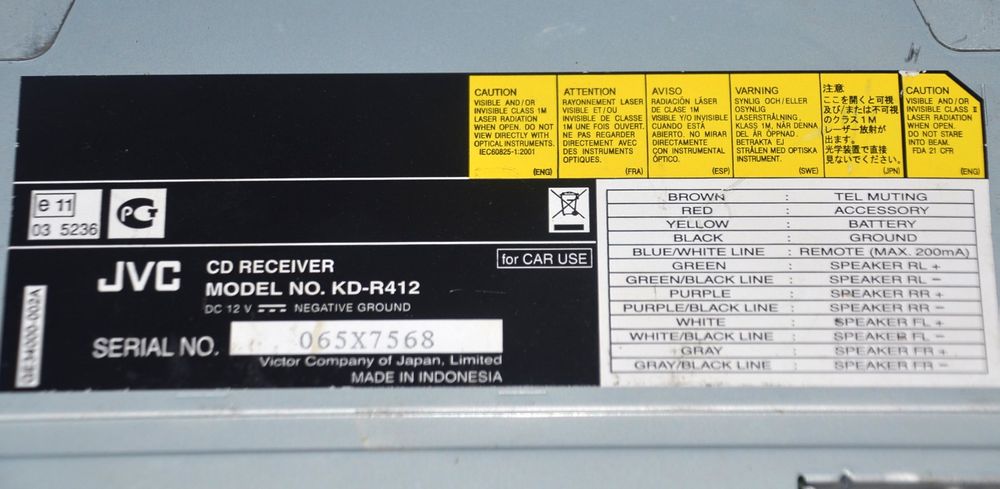 CAUTION
VISIBLE AND/OR
INVISIBLE CLASS 1M
LASER RADIATION
WHEN OPEN. DO NOT
VIEW DIRECTLY WITH
OPTICAL INSTRUMENTS.
IEC60825-1:2001
(ENG)
ATTENTION
RAYONNEMENT LASER
VISIBLE ET/OU
INVISIBLE DE CLASSE
1M UNE FOIS OUVERT.
NE PAS REGARDER
DIRECTEMENT AVEC
DES INSTRUMENTS
OPTIQUES.
(FRA)
AVISO
RADIACIÓN LÁSER
DE CLASE 1M
VISIBLE Y/O INVISIBLE
CUANDO ESTÁ
ABIERTO. NO MIRAR
DIRECTAMENTE
CON INSTRUMENTAL
ÓPTICO.
(ESP)
VARNING
SYNLIG OCH/ELLER
OSYNLIG
LASERSTRÅLNING,
KLASS 1M, NÄR DENNA
DEL ÄR ÖPPNAD.
BETRAKTA EJ
STRÅLEN MED OPTISKA
INSTRUMENT.
(SWE)
注意
ここを開くと可視
及び/または不可視
のクラス1M
レーザー放射が
出ます。
光学装置で直接
見ないでください。
(JPN)
CAUTION
VISIBLE AND/OR
INVISIBLE CLASS II
LASER RADIATION
WHEN OPEN.
DO NOT STARE
INTO BEAM.
FDA 21 CFR
(ENG)
e 11
03 5236
PCT
JVC
CD RECEIVER
MODEL NO. KD-R412
DC 12 V NEGATIVE GROUND
for CAR USE
SERIAL NO. 065X7568
Victor Company of Japan, Limited
MADE IN INDONESIA
BROWN : TEL MUTING
RED : ACCESSORY
YELLOW : BATTERY
BLACK : GROUND
BLUE/WHITE LINE : REMOTE (MAX. 200mA)
GREEN : SPEAKER RL +
GREEN/BLACK LINE : SPEAKER RL −
PURPLE : SPEAKER RR +
PURPLE/BLACK LINE : SPEAKER RR −
WHITE : SPEAKER FL +
WHITE/BLACK LINE : SPEAKER FL −
GRAY : SPEAKER FR +
GRAY/BLACK LINE : SPEAKER FR −